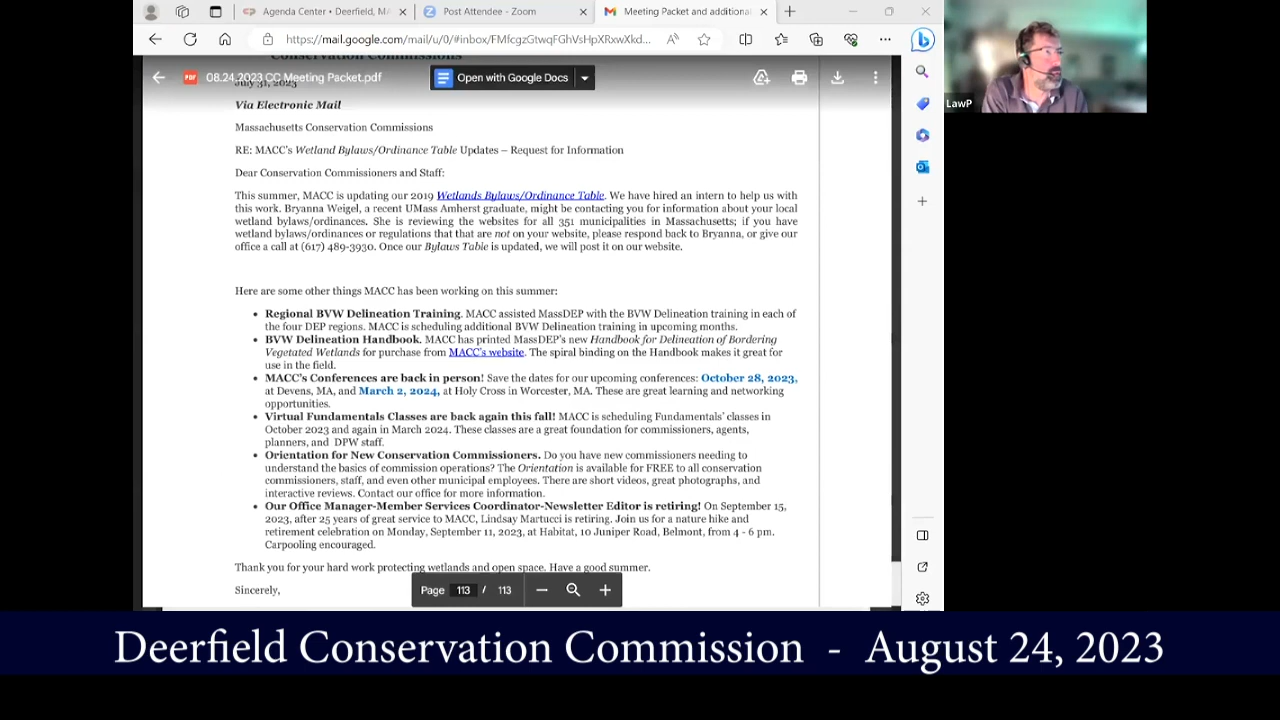 Agenda Center • Deerfield, MA
Post Attendee - Zoom
Meeting Packet and additional
https://mail.google.com/mail/u/0/#inbox/FMfcgzGtwqFGhVsHpXRxwXkd...
Conservation Commissions
08.24.2023 CC Meeting Packet.pdf
Open with Google Docs
July 31, 2023
Via Electronic Mail
Massachusetts Conservation Commissions
RE: MACC's Wetland Bylaws/Ordinance Table Updates – Request for Information
Dear Conservation Commissioners and Staff:
This summer, MACC is updating our 2019 Wetlands Bylaws/Ordinance Table. We have hired an intern to help us with
this work. Bryanna Weigel, a recent UMass Amherst graduate, might be contacting you for information about your local
wetland bylaws/ordinances. She is reviewing the websites for all 351 municipalities in Massachusetts; if you have
wetland bylaws/ordinances or regulations that that are not on your website, please respond back to Bryanna, or give our
office a call at (617) 489-3930. Once our Bylaws Table is updated, we will post it on our website.
Here are some other things MACC has been working on this summer:
• Regional BVW Delineation Training. MACC assisted MassDEP with the BVW Delineation training in each of
the four DEP regions. MACC is scheduling additional BVW Delineation training in upcoming months.
• BVW Delineation Handbook. MACC has printed MassDEP's new Handbook for Delineation of Bordering
Vegetated Wetlands for purchase from MACC's website. The spiral binding on the Handbook makes it great for
use in the field.
• MACC's Conferences are back in person! Save the dates for our upcoming conferences: October 28, 2023,
at Devens, MA, and March 2, 2024, at Holy Cross in Worcester, MA. These are great learning and networking
opportunities.
• Virtual Fundamentals Classes are back again this fall! MACC is scheduling Fundamentals' classes in
October 2023 and again in March 2024. These classes are a great foundation for commissioners, agents,
planners, and DPW staff.
• Orientation for New Conservation Commissioners. Do you have new commissioners needing to
understand the basics of commission operations? The Orientation is available for FREE to all conservation
commissioners, staff, and even other municipal employees. There are short videos, great photographs, and
interactive reviews. Contact our office for more information.
• Our Office Manager-Member Services Coordinator-Newsletter Editor is retiring! On September 15,
2023, after 25 years of great service to MACC, Lindsay Martucci is retiring. Join us for a nature hike and
retirement celebration on Monday, September 11, 2023, at Habitat, 10 Juniper Road, Belmont, from 4 - 6 pm.
Carpooling encouraged.
Thank you for your hard work protecting wetlands and open space. Have a good summer.
Sincerely,
Page 113 / 113
LawP
Deerfield Conservation Commission - August 24, 2023